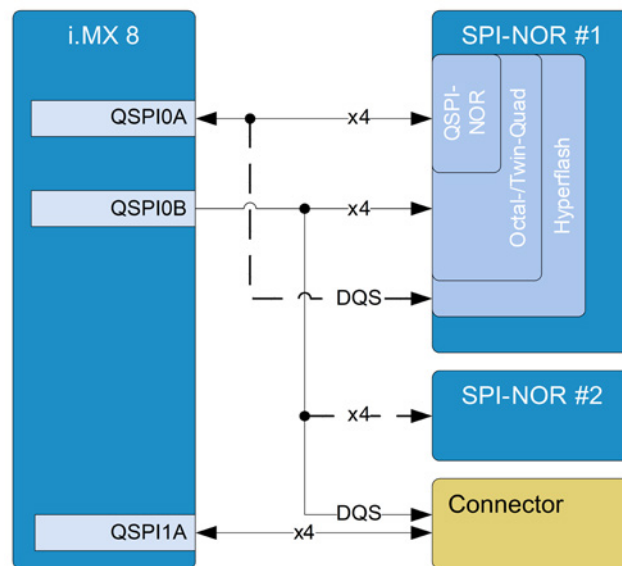 i.MX 8
SPI-NOR #1
QSPI0A
x4
QSPI-
NOR
Octal-/Twin-Quad
Hyperflash
QSPI0B
x4
DQS
SPI-NOR #2
x4
Connector
DQS
QSPI1A
x4